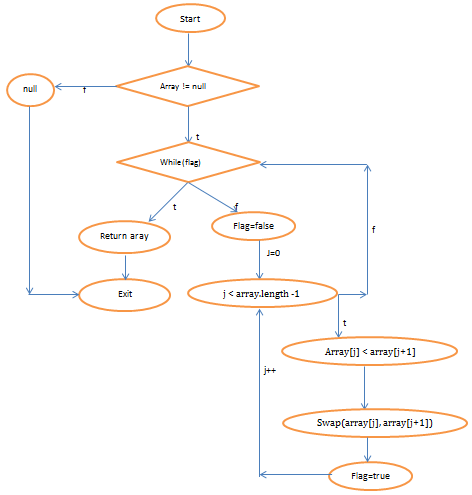 Start
Array != null
f
null
t
While(flag)
t
f
Return aray
Flag=false
f
J=0
Exit
j < array.length -1
t
Array[j] < array[j+1]
j++
Swap(array[j], array[j+1])
Flag=true